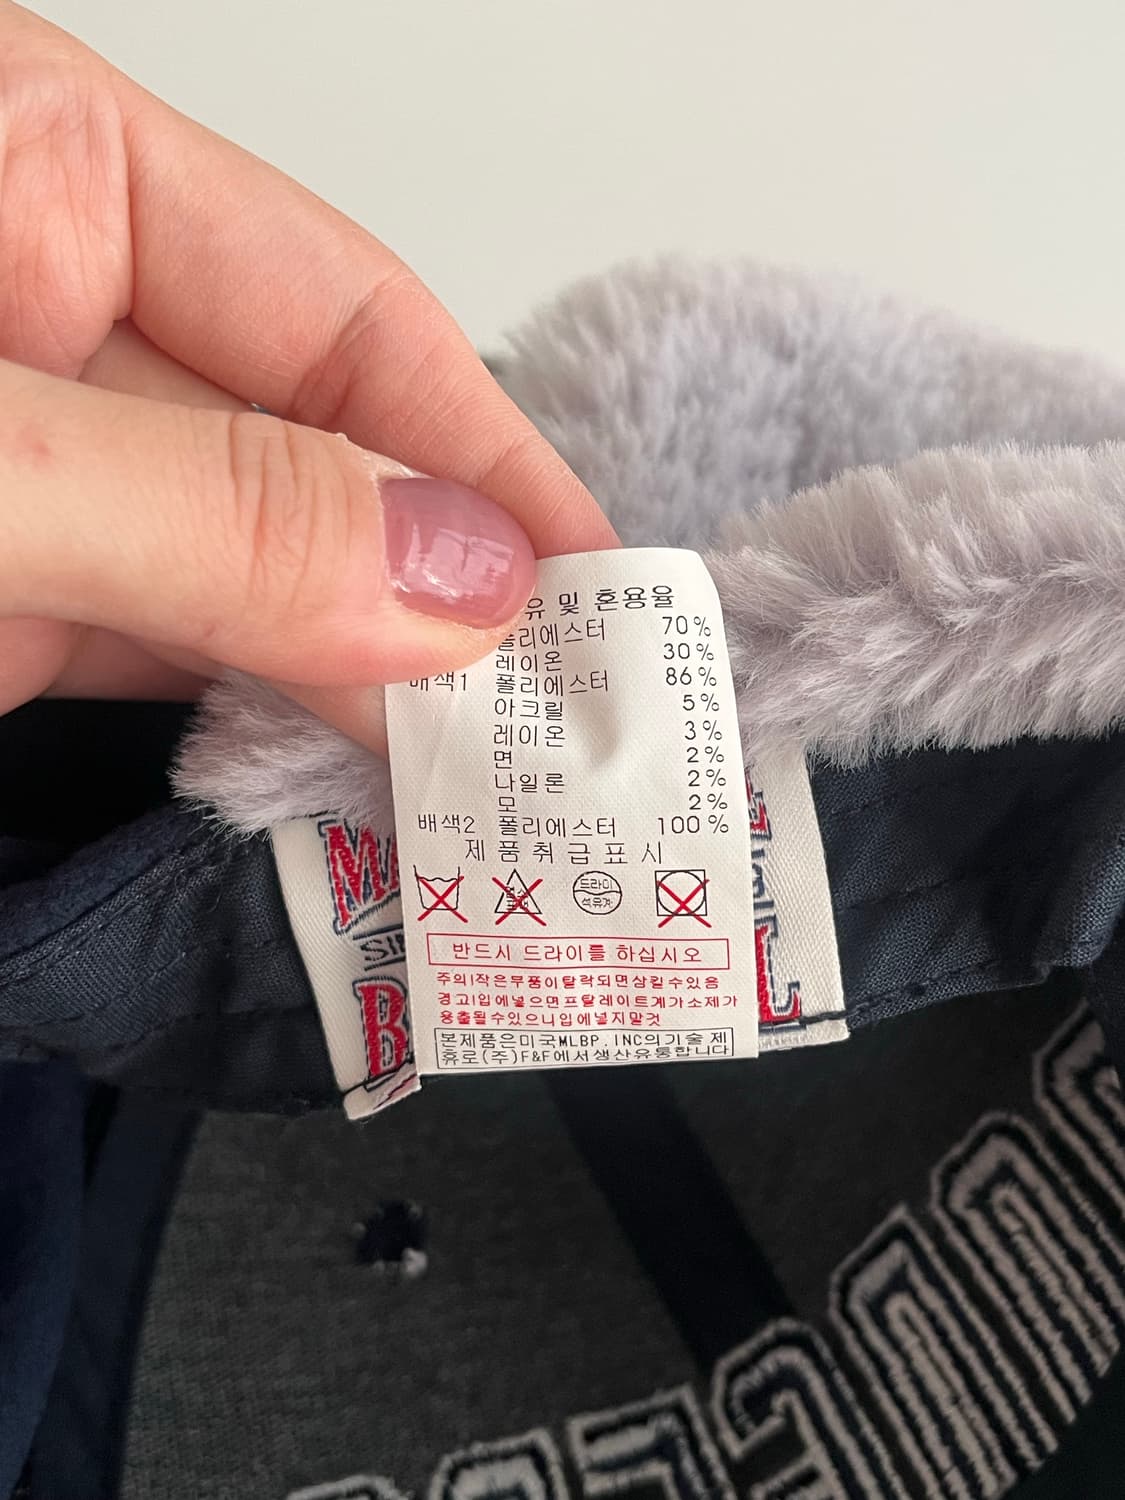 유 및 혼용율
폴리에스터 70%
레이온 30%
배색1 폴리에스터 86%
아크릴 5%
레이온 3%
면 2%
나일론 2%
모 2%
배색2 폴리에스터 100%
제품취급표시
드라이
석유계
반드시 드라이를 하십시오
주의|작은부품이탈락되면삼킬수있음
경고|입에넣으면프탈레이트계가소제가
용출될수있으니입에넣지말것
본제품은미국MLBP.INC의기술제
휴로(주)F&F에서생산유통합니다
MA
B
L